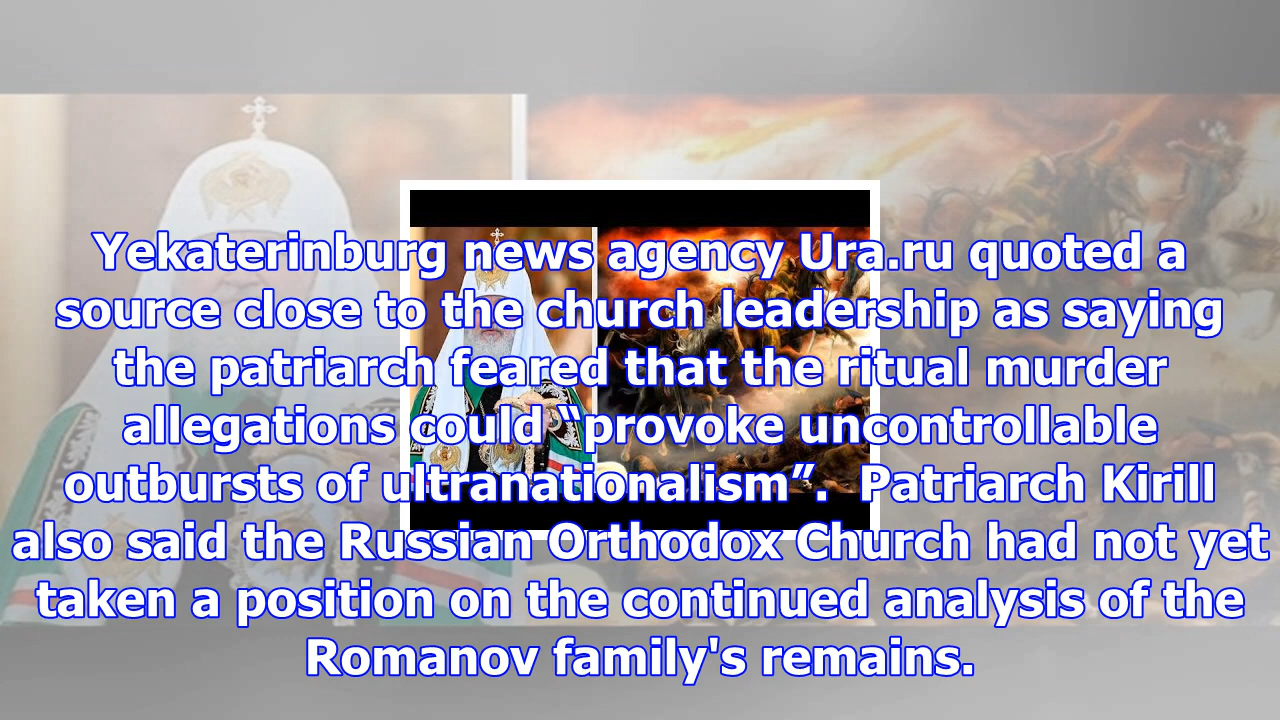 Yekaterinburg news agency Ura.ru quoted a
source close to the church leadership as saying
the patriarch feared that the ritual murder
allegations could “provoke uncontrollable
outbursts of ultranationalism”.  Patriarch Kirill
also said the Russian Orthodox Church had not yet
taken a position on the continued analysis of the
Romanov family's remains.